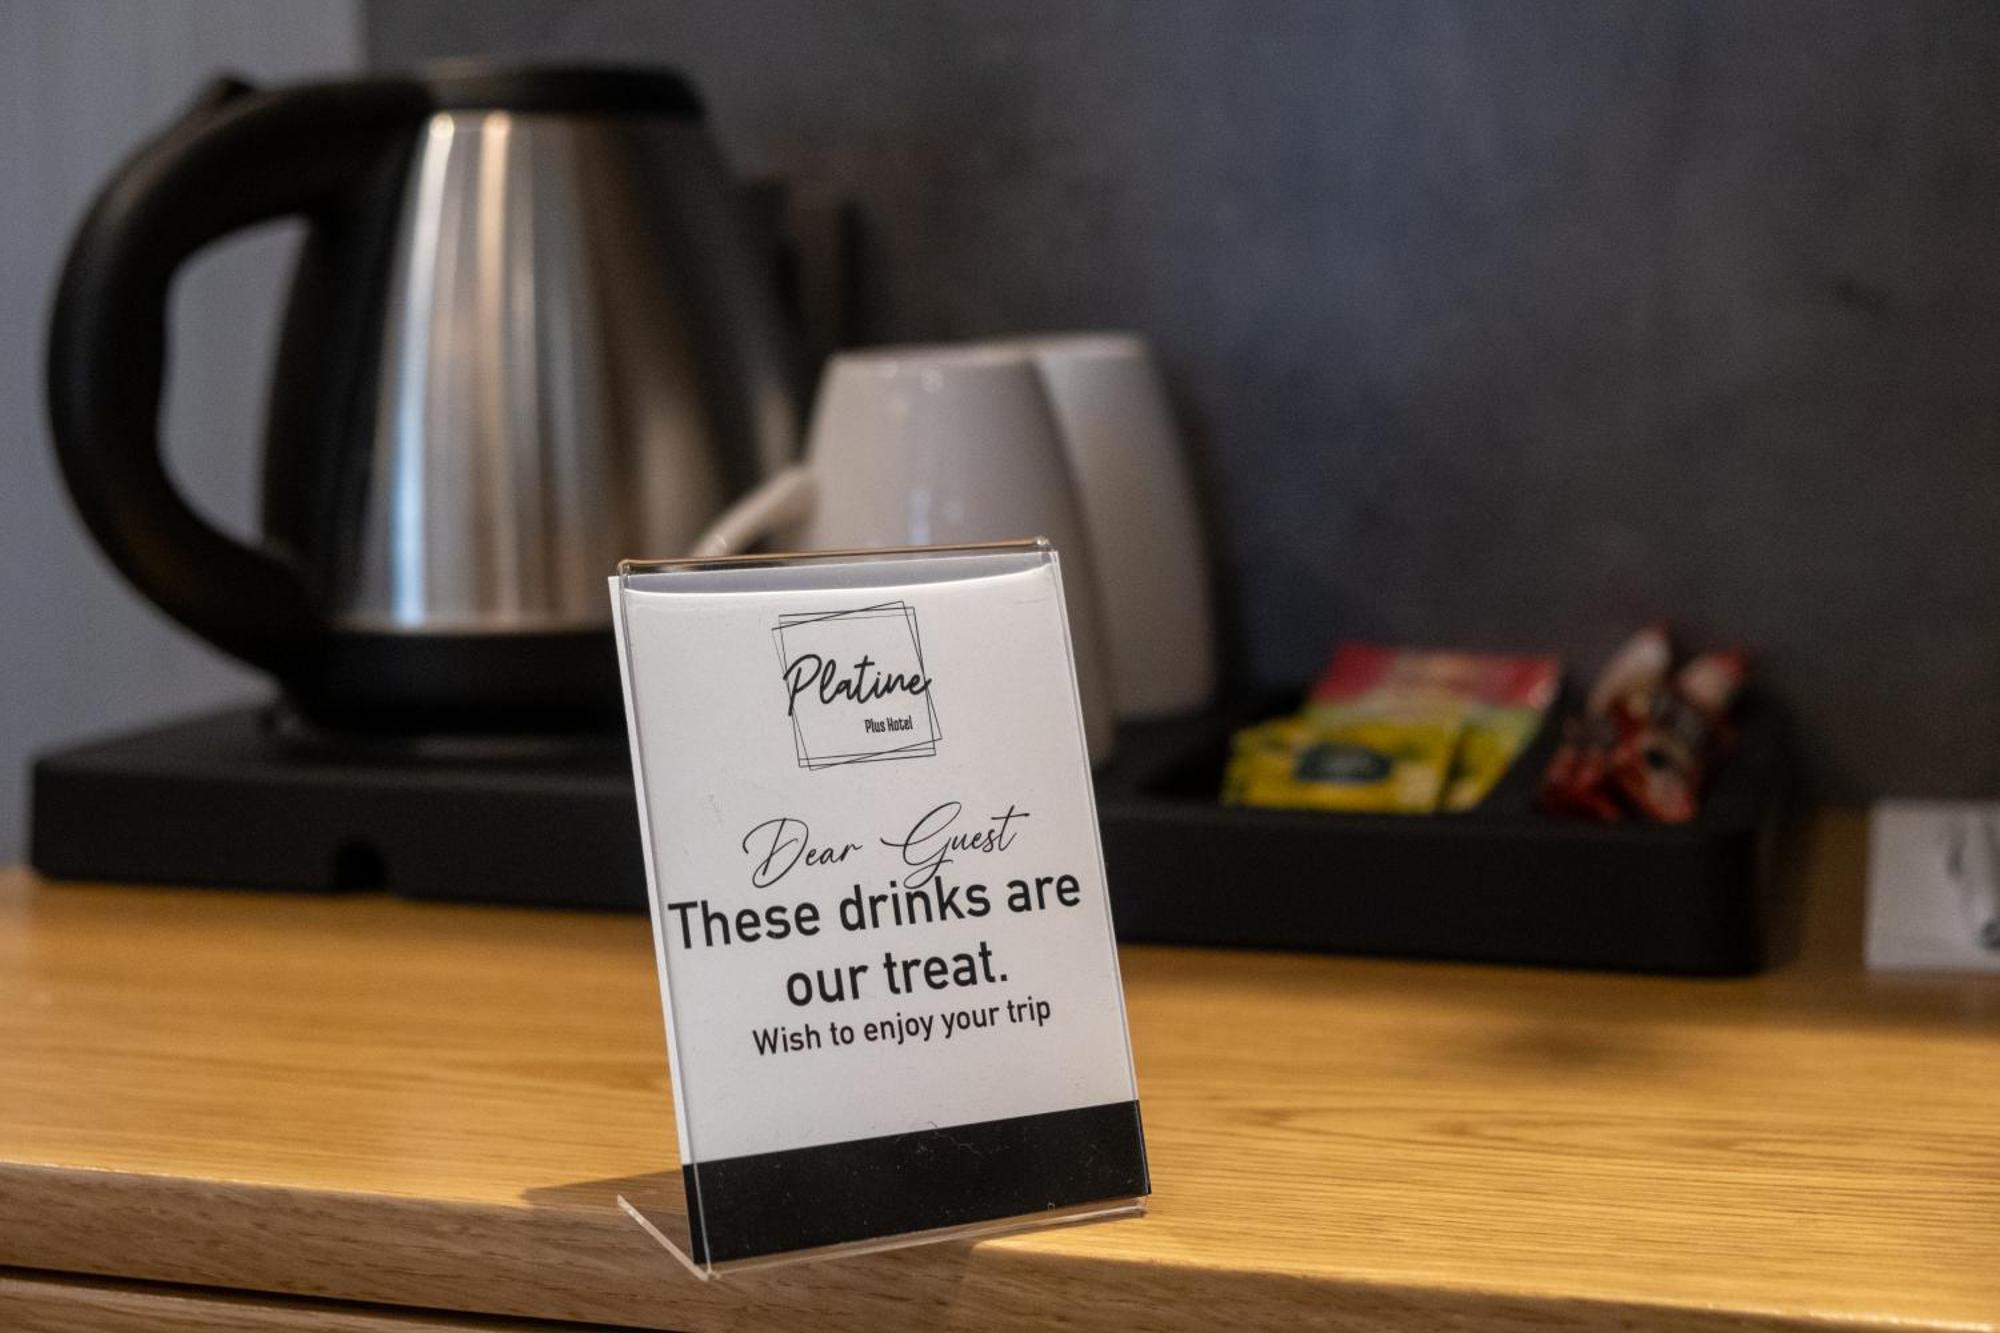 Platine
Plus Hotel
Dear Guest
These drinks are
our treat.
Wish to enjoy your trip